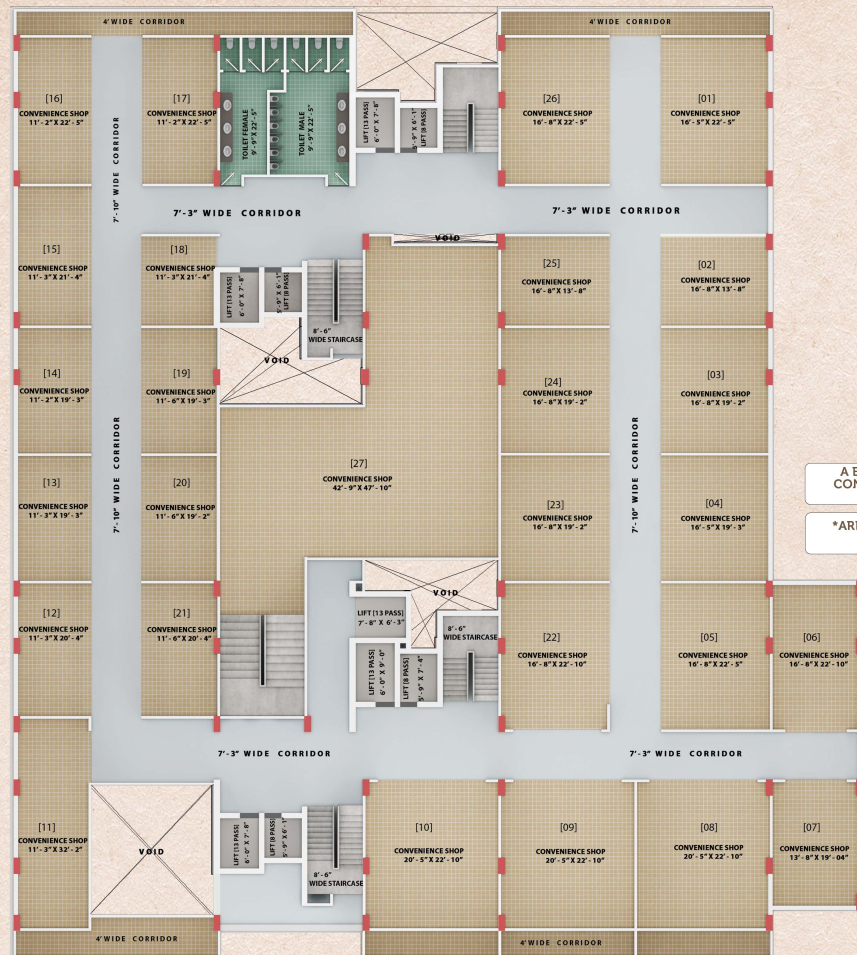 4' WIDE CORRIDOR
4' WIDE CORRIDOR
[16]
CONVENIENCE SHOP
11' - 2" X 22' - 5"
[17]
CONVENIENCE SHOP
11' - 2" X 22' - 5"
TOILET FEMALE
9' - 9" X 22' - 5"
TOILET MALE
9' - 9" X 22' - 5"
LIFT [13 PASS]
6' - 0" X 7' - 8"
5' - 9" X 6' - 1"
LIFT [8 PASS]
[26]
CONVENIENCE SHOP
16' - 8" X 22' - 5"
[01]
CONVENIENCE SHOP
16' - 5" X 22' - 5"
7'-10" WIDE CORRIDOR
7'-3" WIDE CORRIDOR
7'-3" WIDE CORRIDOR
VOID
[15]
CONVENIENCE SHOP
11' - 3" X 21' - 4"
[18]
CONVENIENCE SHOP
11' - 3" X 21' - 4"
LIFT [13 PASS]
6' - 0" X 7' - 8"
5' - 9" X 6' - 1"
LIFT [8 PASS]
8' - 6"
WIDE STAIRCASE
VOID
[25]
CONVENIENCE SHOP
16' - 8" X 13' - 8"
[02]
CONVENIENCE SHOP
16' - 8" X 13' - 8"
[14]
CONVENIENCE SHOP
11' - 2" X 19' - 3"
[19]
CONVENIENCE SHOP
11' - 6" X 19' - 3"
[24]
CONVENIENCE SHOP
16' - 8" X 19' - 2"
[03]
CONVENIENCE SHOP
16' - 8" X 19' - 2"
[27]
CONVENIENCE SHOP
42' - 9" X 47' - 10"
7'-10" WIDE CORRIDOR
7'-10" WIDE CORRIDOR
[13]
CONVENIENCE SHOP
11' - 3" X 19' - 3"
[20]
CONVENIENCE SHOP
11' - 6" X 19' - 2"
[23]
CONVENIENCE SHOP
16' - 8" X 19' - 2"
[04]
CONVENIENCE SHOP
16' - 5" X 19' - 3"
A
CON
*AR
[12]
CONVENIENCE SHOP
11' - 3" X 20' - 4"
[21]
CONVENIENCE SHOP
11' - 6" X 20' - 4"
VOID
LIFT [13 PASS]
7' - 8" X 6' - 3"
8' - 6"
WIDE STAIRCASE
LIFT [13 PASS]
6' - 0" X 9' - 0"
LIFT [8 PASS]
5' - 9" X 7' - 4"
[22]
CONVENIENCE SHOP
16' - 8" X 22' - 10"
[05]
CONVENIENCE SHOP
16' - 8" X 22' - 5"
[06]
CONVENIENCE SHOP
16' - 8" X 22' - 10"
7'-3" WIDE CORRIDOR
7'-3" WIDE CORRIDOR
[11]
CONVENIENCE SHOP
11' - 3" X 32' - 2"
VOID
LIFT [13 PASS]
6' - 0" X 7' - 8"
LIFT [8 PASS]
5' - 9" X 6' - 1"
8' - 6"
WIDE STAIRCASE
[10]
CONVENIENCE SHOP
20' - 5" X 22' - 10"
[09]
CONVENIENCE SHOP
20' - 5" X 22' - 10"
[08]
CONVENIENCE SHOP
20' - 5" X 22' - 10"
[07]
CONVENIENCE SHOP
13' - 8" X 19' - 04"
4' WIDE CORRIDOR
4' WIDE CORRIDOR